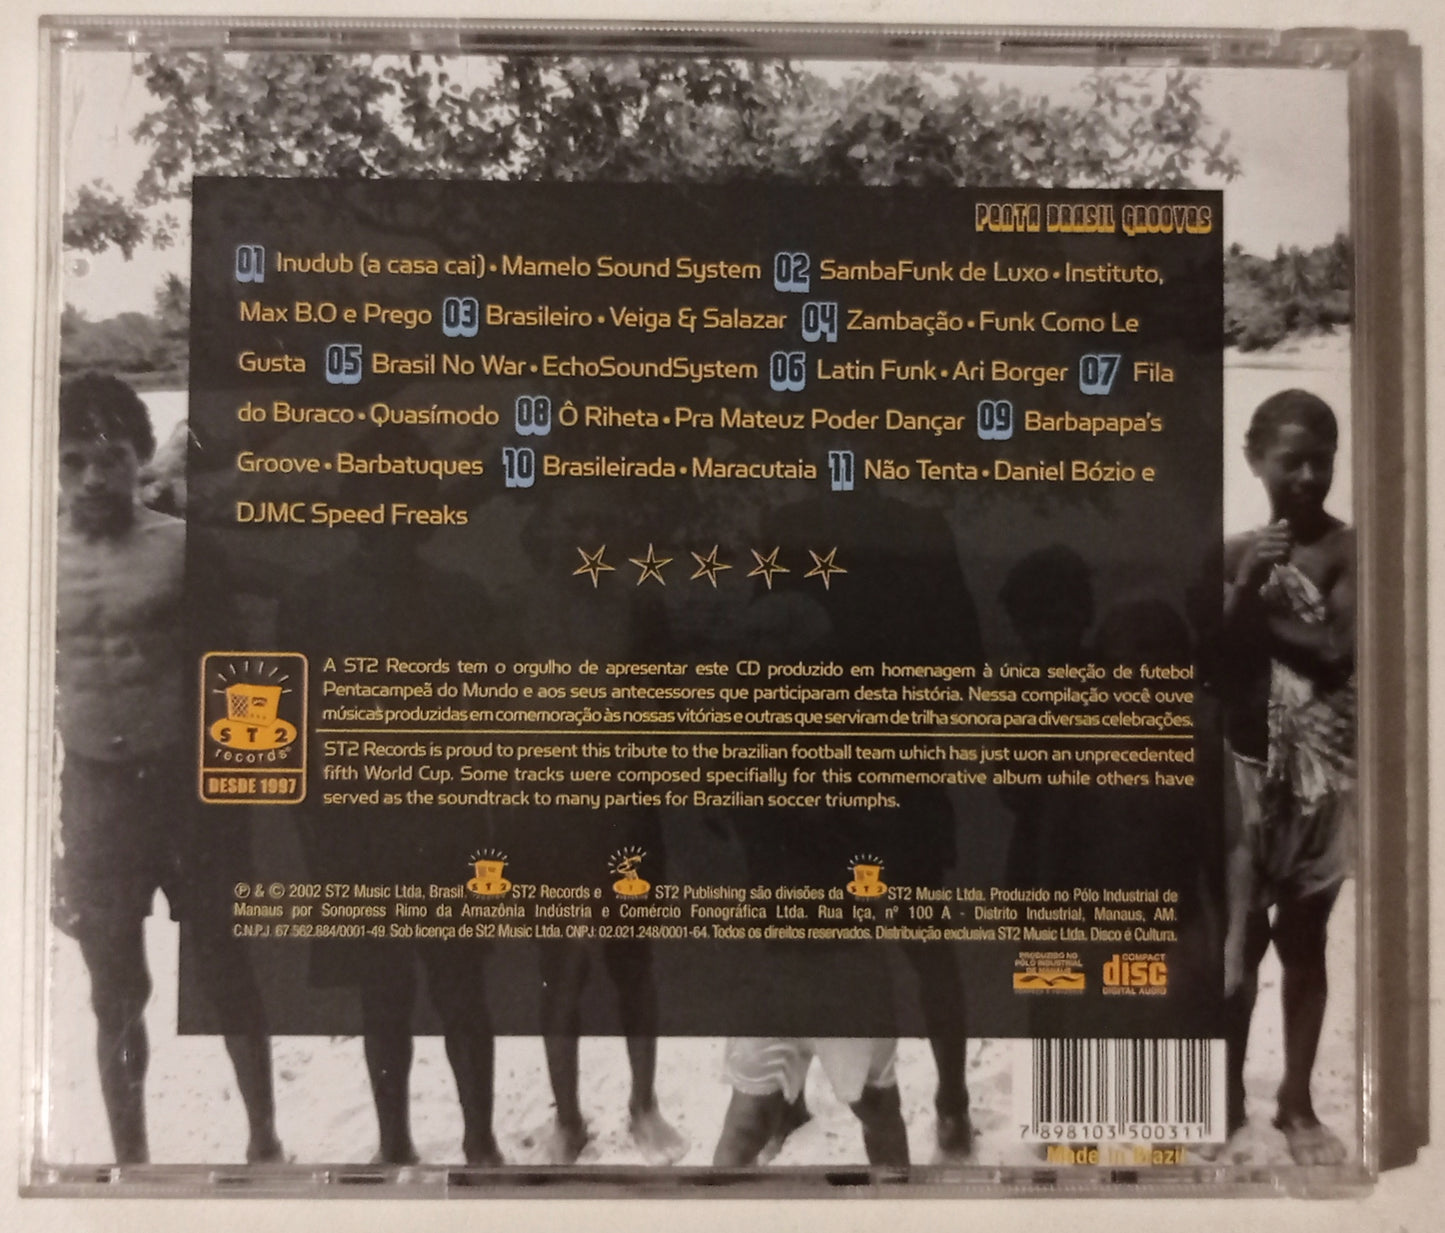 PENTA BRASIL GROOVES
01 Inudub (a casa cai) • Mamelo Sound System 02 SambaFunk de Luxo • Instituto,
Max B.O e Prego 03 Brasileiro • Veiga & Salazar 04 Zambação • Funk Como Le
Gusta 05 Brasil No War • EchoSoundSystem 06 Latin Funk • Ari Borger 07 Fila
do Buraco • Quasímodo 08 Ô Riheta • Pra Mateuz Poder Dançar 09 Barbapapa's
Groove • Barbatuques 10 Brasileirada • Maracutaia 11 Não Tenta • Daniel Bózio e
DJMC Speed Freaks
ST2
records
DESDE 1997
A ST2 Records tem o orgulho de apresentar este CD produzido em homenagem à única seleção de futebol
Pentacampeã do Mundo e aos seus antecessores que participaram desta história. Nessa compilação você ouve
músicas produzidas em comemoração às nossas vitórias e outras que serviram de trilha sonora para diversas celebrações.
ST2 Records is proud to present this tribute to the brazilian football team which has just won an unprecedented
fifth World Cup. Some tracks were composed specifially for this commemorative album while others have
served as the soundtrack to many parties for Brazilian soccer triumphs.
℗ & © 2002 ST2 Music Ltda, Brasil. ST2 ST2 Records e ST2 Publishing são divisões da ST2 ST2 Music Ltda. Produzido no Pólo Industrial de
Manaus por Sonopress Rimo da Amazônia Indústria e Comércio Fonográfica Ltda. Rua Iça, nº 100 A - Distrito Industrial, Manaus, AM.
C.N.P.J. 67.562.884/0001-49. Sob licença de St2 Music Ltda. CNPJ: 02.021.248/0001-64. Todos os direitos reservados. Distribuição exclusiva ST2 Music Ltda. Disco é Cultura.
PRODUZIDO NO
PÓLO INDUSTRIAL
DE MANAUS
COMPACT
disc
DIGITAL AUDIO
7 898103 500311
Made in Brazil